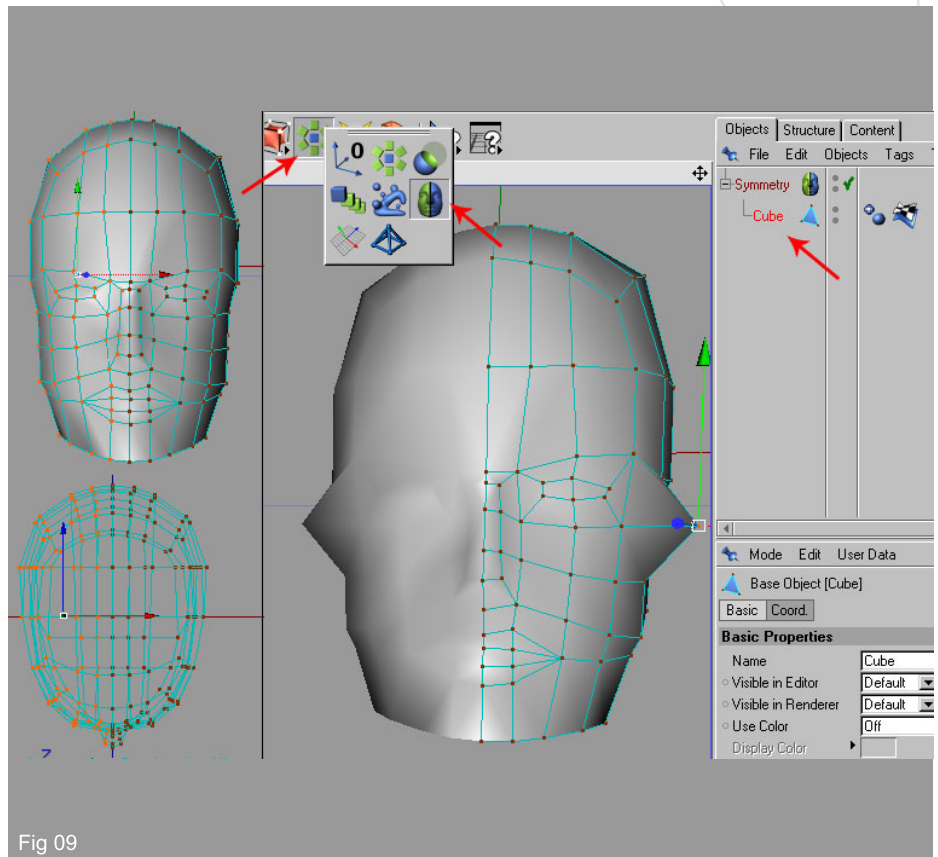 0
Objects Structure Content
File Edit Objects Tags
Symmetry
Cube
Mode Edit User Data
Base Object [Cube]
Basic Coord.
Basic Properties
Name Cube
Visible in Editor Default
Visible in Renderer Default
Use Color Off
Display Color
Z
Fig 09